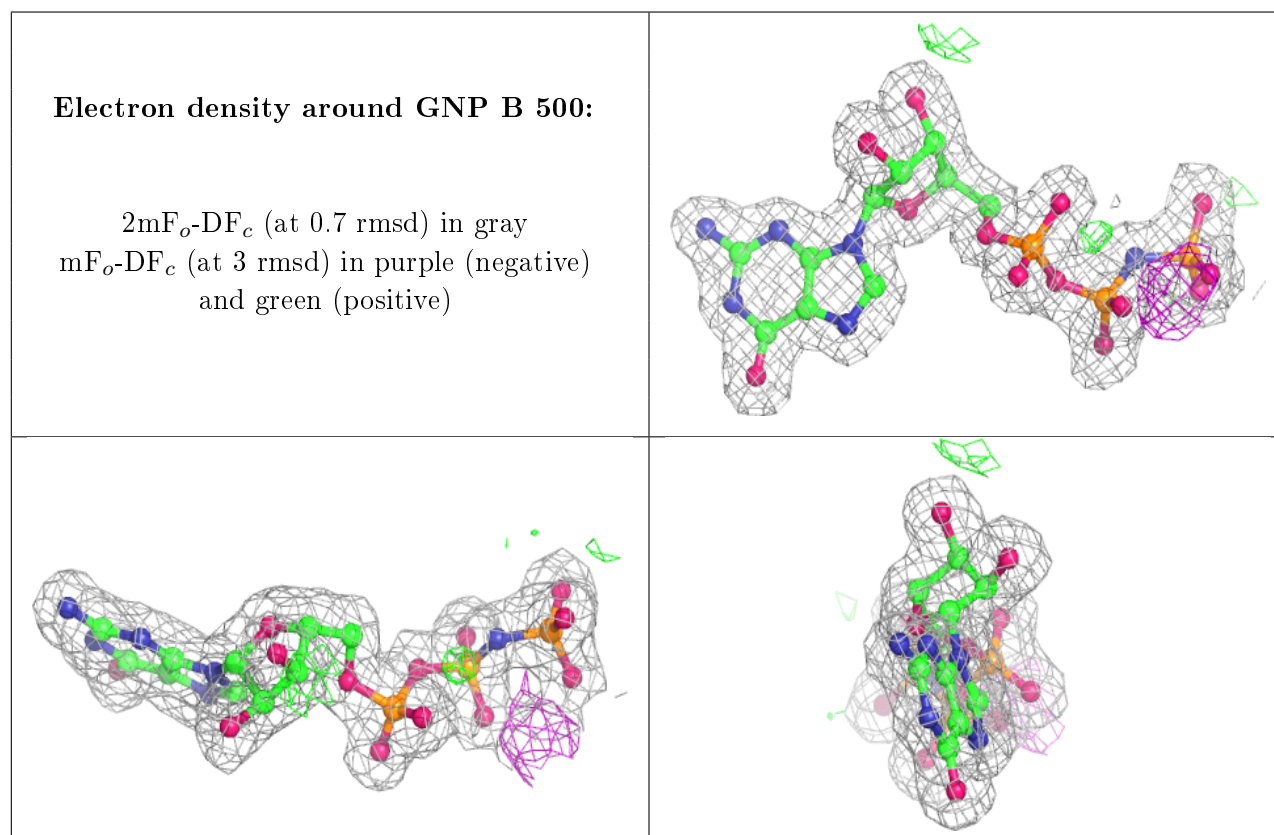 Electron density around GNP B 500:
2mFₒ-DF𝒸 (at 0.7 rmsd) in gray
mFₒ-DF𝒸 (at 3 rmsd) in purple (negative)
and green (positive)